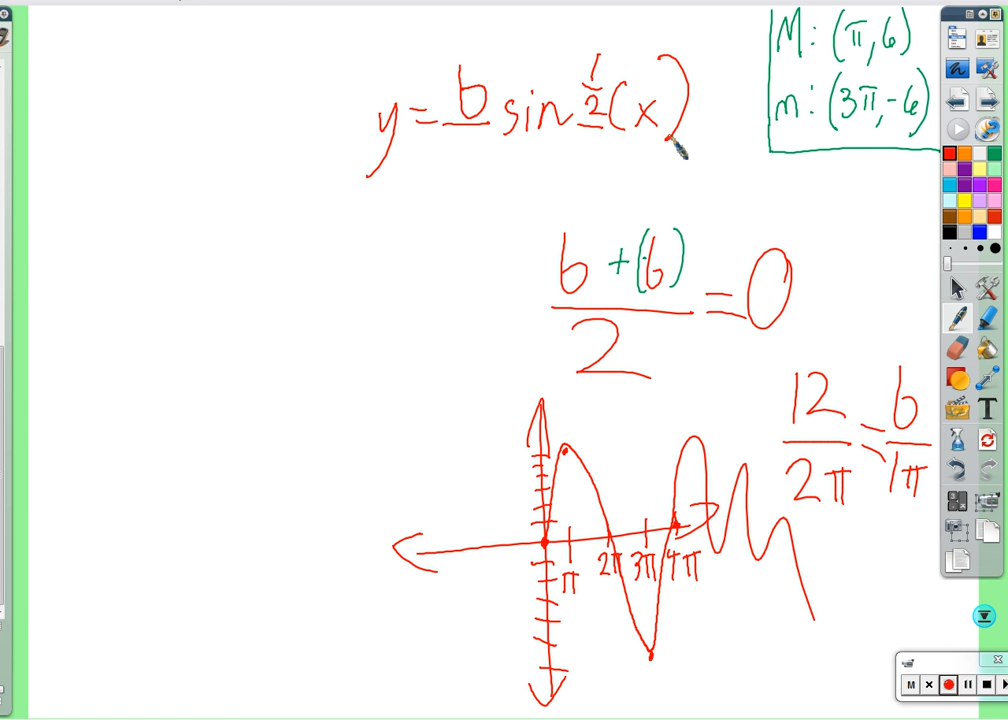 M: (π, 6)
m: (3π, -6)
y = 6 sin 1/2 (x)
6 + (-6)
2
= 0
12/2π = 6/1π
π 2π 3π 4π
T
M